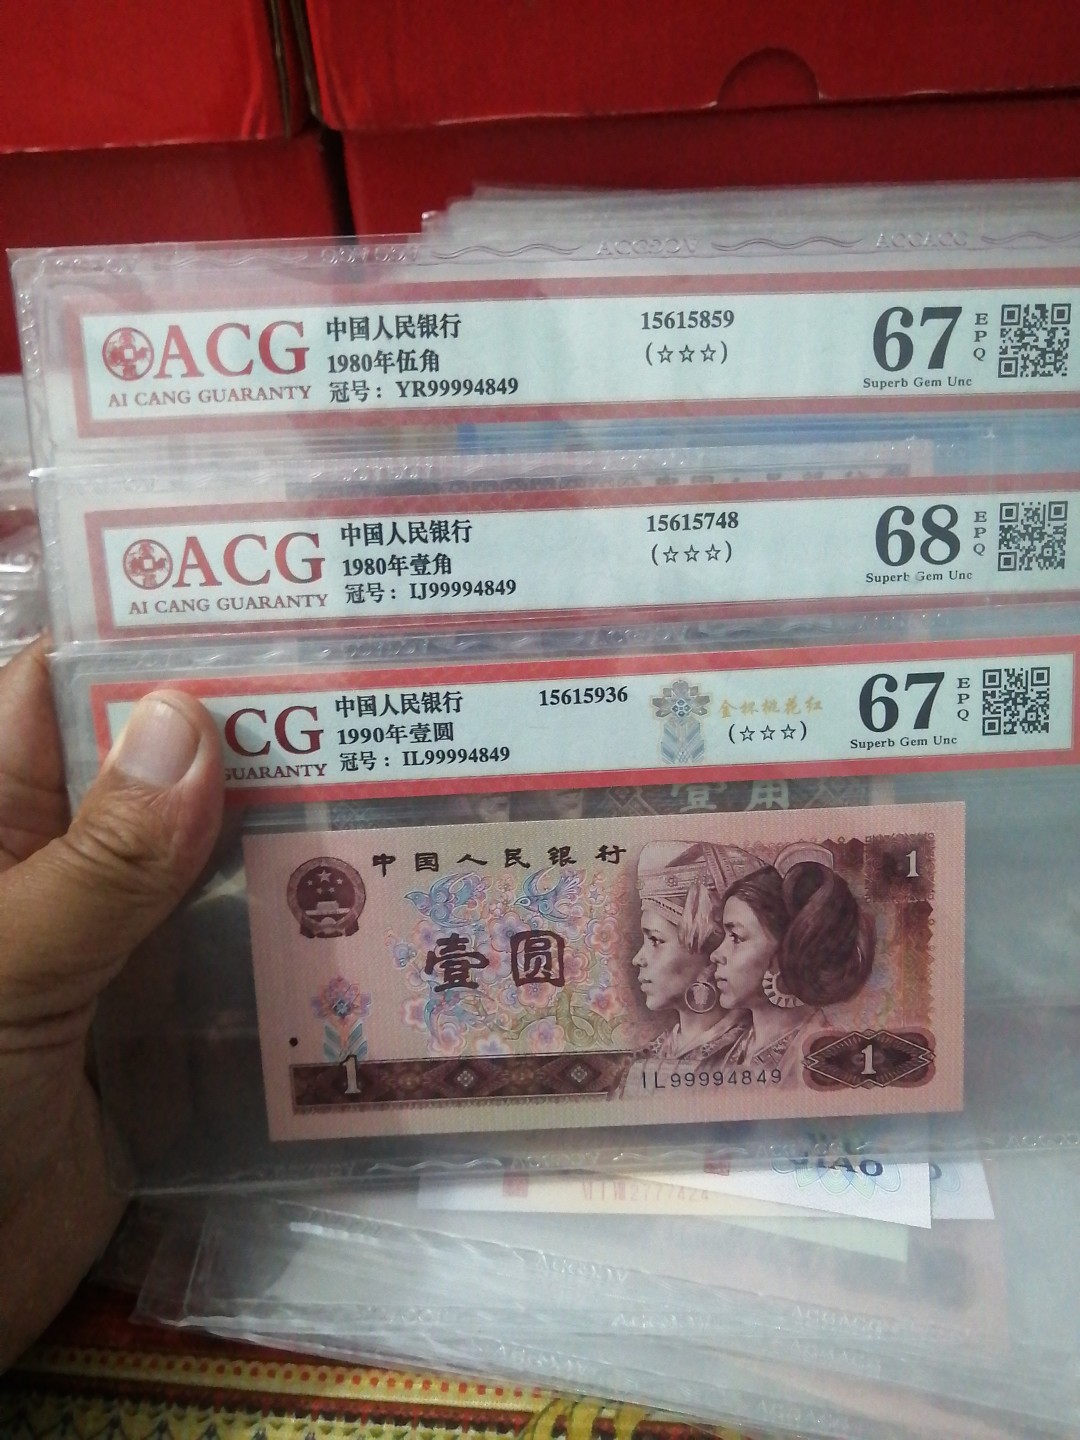 ACG
AI CANG GUARANTY
中国人民银行
1980年伍角
冠号：YR99994849
15615859
(☆☆☆)
67
EPQ
Superb Gem Unc
ACG
AI CANG GUARANTY
中国人民银行
1980年壹角
冠号：IJ99994849
15615748
(☆☆☆)
68
EPQ
Superb Gem Unc
CG
GUARANTY
中国人民银行
1990年壹圆
冠号：IL99994849
15615936
金杯桃花红
(☆☆☆)
67
EPQ
Superb Gem Unc
壹角
中国人民银行
1
壹圆
1
IL99994849
1
YIAO
2777424